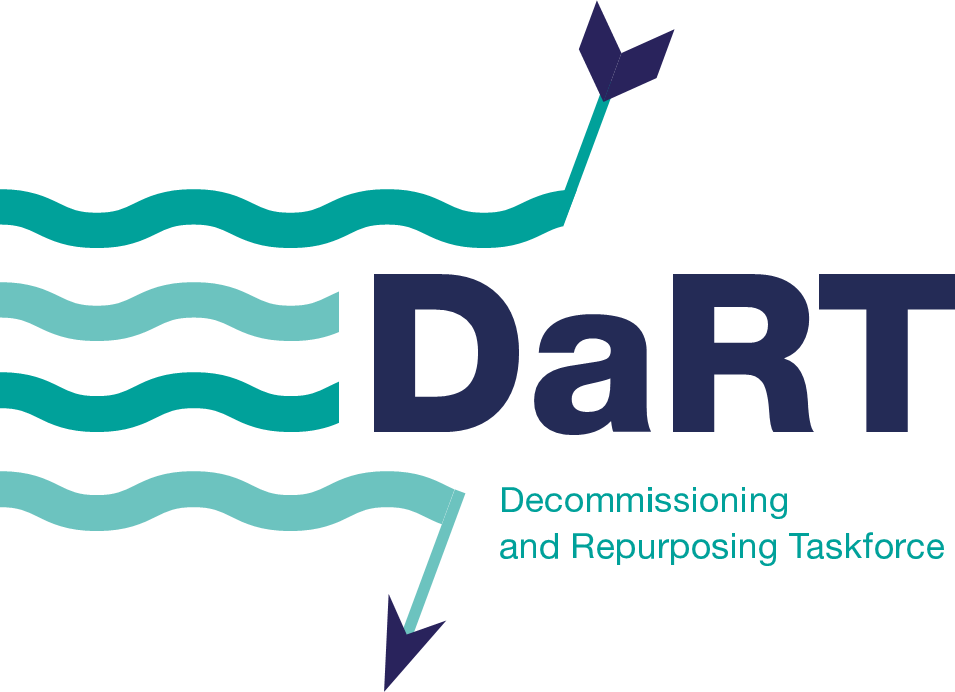 DaRT
Decommissioning
and Repurposing Taskforce